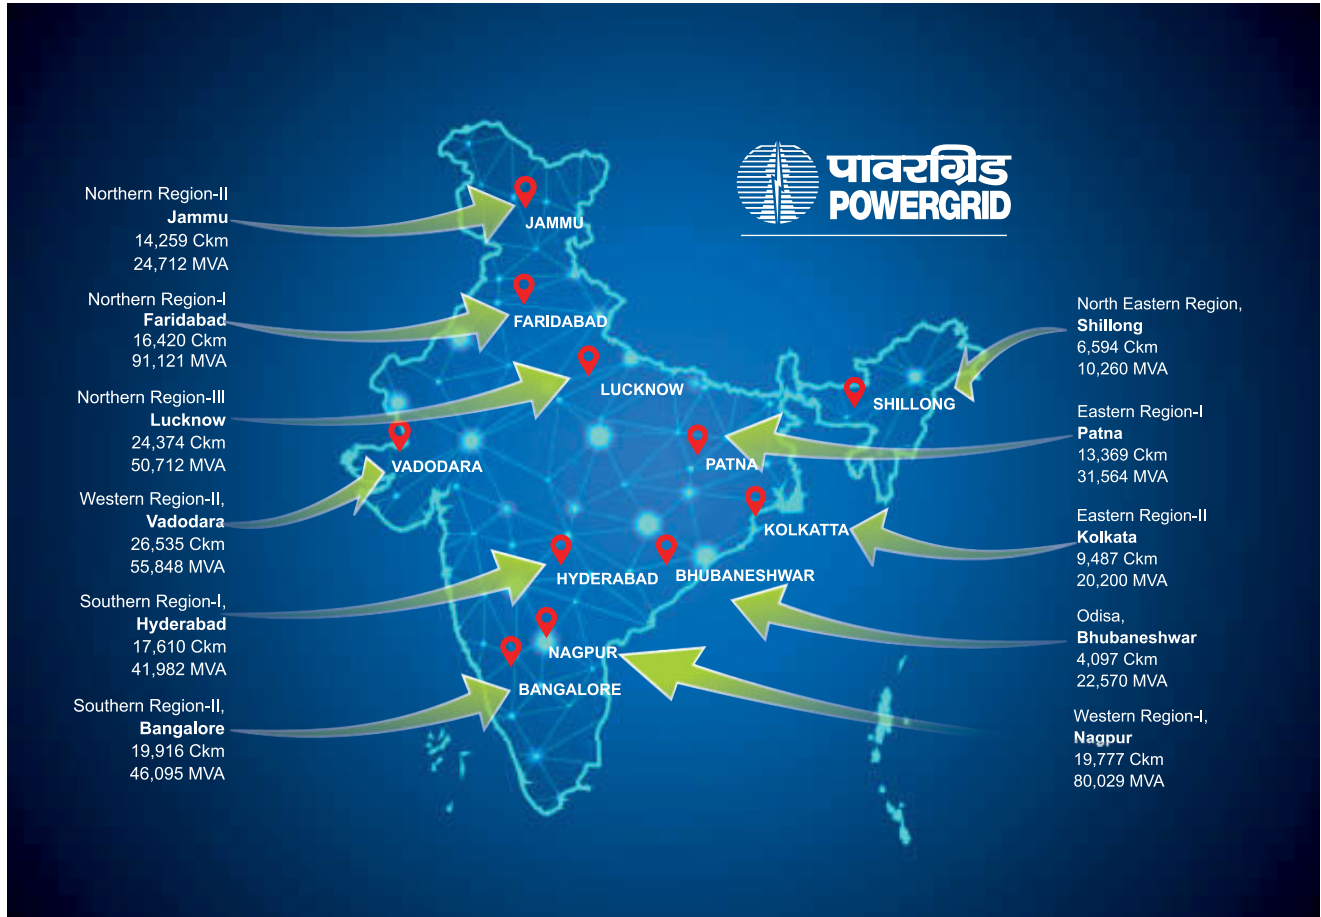 पावरग्रिड
POWERGRID
Northern Region-II
Jammu
14,259 Ckm
24,712 MVA
Northern Region-I
Faridabad
16,420 Ckm
91,121 MVA
Northern Region-III
Lucknow
24,374 Ckm
50,712 MVA
Western Region-II,
Vadodara
26,535 Ckm
55,848 MVA
Southern Region-I,
Hyderabad
17,610 Ckm
41,982 MVA
Southern Region-II,
Bangalore
19,916 Ckm
46,095 MVA
JAMMU
FARIDABAD
LUCKNOW
SHILLONG
VADODARA
PATNA
KOLKATTA
HYDERABAD
BHUBANESHWAR
NAGPUR
BANGALORE
North Eastern Region,
Shillong
6,594 Ckm
10,260 MVA
Eastern Region-I
Patna
13,369 Ckm
31,564 MVA
Eastern Region-II
Kolkata
9,487 Ckm
20,200 MVA
Odisa,
Bhubaneshwar
4,097 Ckm
22,570 MVA
Western Region-I,
Nagpur
19,777 Ckm
80,029 MVA